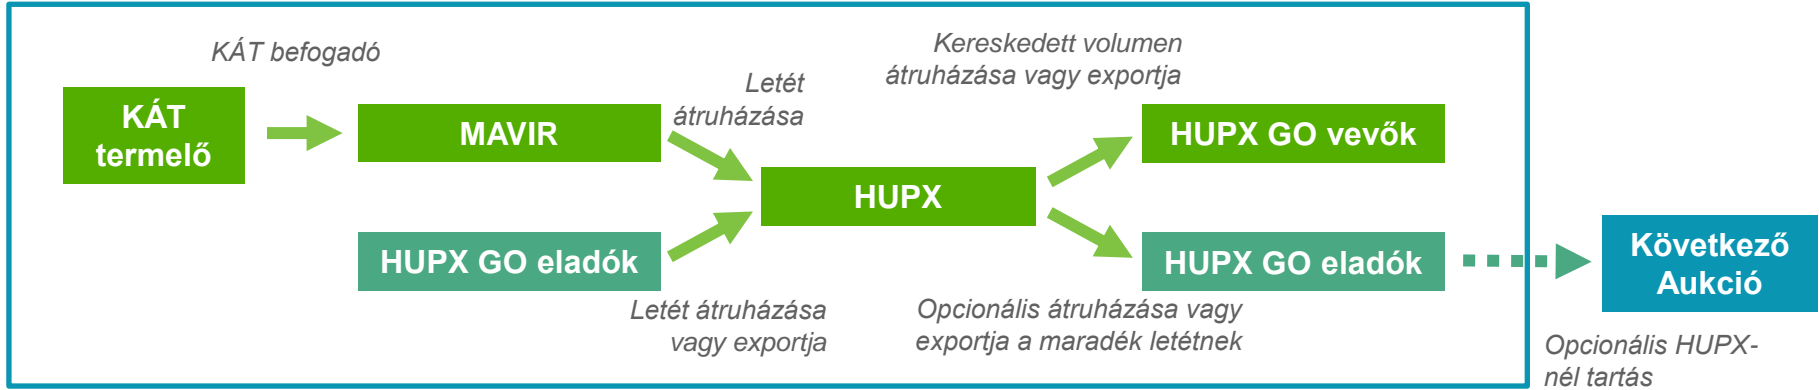 KÁT befogadó
KÁT
termelő
MAVIR
Letét
átruházása
HUPX GO eladók
Letét átruházása
vagy exportja
HUPX
Kereskedett volumen
átruházása vagy exportja
HUPX GO vevők
HUPX GO eladók
Opcionális átruházása vagy
exportja a maradék letétnek
Következő
Aukció
Opcionális HUPX-
nél tartás